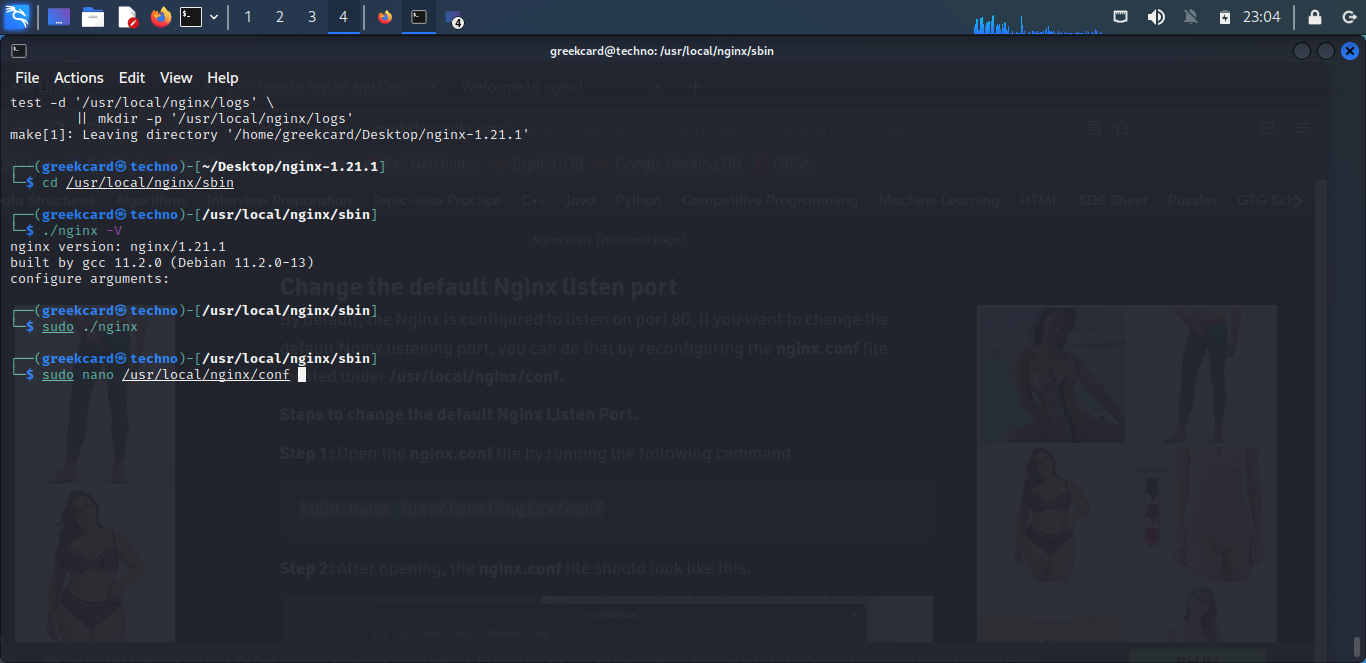 1 2 3 4
4
23:04
greekcard@techno: /usr/local/nginx/sbin
File Actions Edit View Help
How to Install and Conf
Welcome to nginx!
test -d '/usr/local/nginx/logs' \
|| mkdir -p '/usr/local/nginx/logs'
make[1]: Leaving directory '/home/greekcard/Desktop/nginx-1.21.1'
┌──(greekcard㉿techno)-[~/Desktop/nginx-1.21.1]
└─$ cd /usr/local/nginx/sbin
NetHunter Exploit-DB Google Hacking DB OffSec
Structures Algorithms Interview Preparation Topic-wise Practice C++ Java Python Competitive Programming Machine Learning HTML SDE Sheet Puzzles GFG
┌──(greekcard㉿techno)-[/usr/local/nginx/sbin]
└─$ ./nginx -V
nginx version: nginx/1.21.1
Nginx start (Welcome page)
built by gcc 11.2.0 (Debian 11.2.0-13)
configure arguments:
Change the default Nginx listen port
┌──(greekcard㉿techno)-[/usr/local/nginx/sbin]
└─$ sudo ./nginx
By default, the Nginx is configured to listen on port 80. If you want to change the
default Nginx listening port, you can do that by reconfiguring the nginx.conf file
┌──(greekcard㉿techno)-[/usr/local/nginx/sbin]
└─$ sudo nano /usr/local/nginx/conf
under /usr/local/nginx/conf.
Steps to change the default Nginx Listen Port.
Step 1: Open the nginx.conf file by running the following command:
sudo nano /usr/local/nginx/conf
Step 2: After opening, the nginx.conf file should look like this: